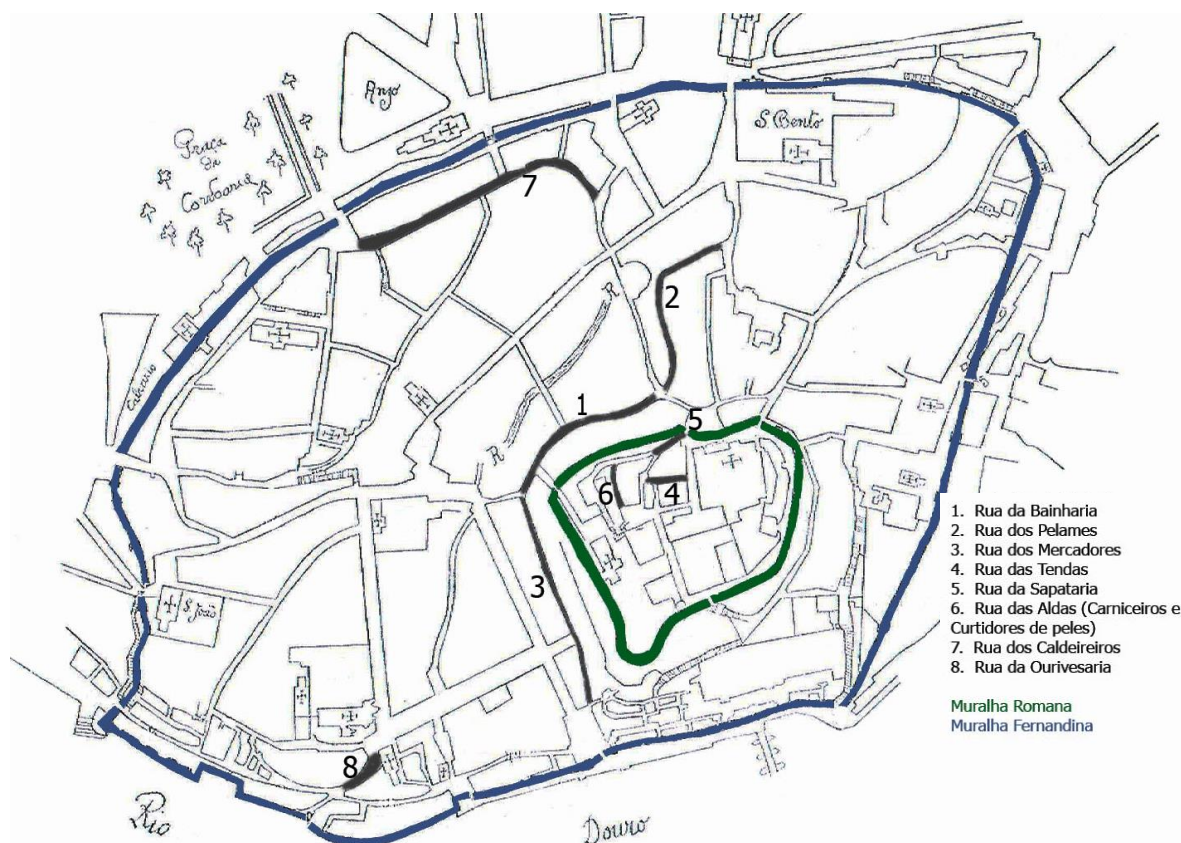 Anjo
Praça
da
Cordoaria
S. Bento
7
2
R
1
5
R
6
4
Calvario
3
S. João
8
Rio
Douro
1. Rua da Bainharia
2. Rua dos Pelames
3. Rua dos Mercadores
4. Rua das Tendas
5. Rua da Sapataria
6. Rua das Aldas (Carniceiros e
Curtidores de peles)
7. Rua dos Caldeireiros
8. Rua da Ourivesaria
Muralha Romana
Muralha Fernandina